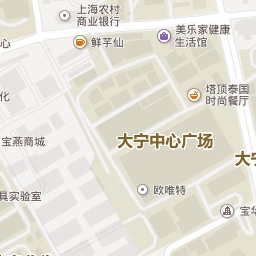 上海农村
商业银行
美乐家健康
生活馆
心
鲜芋仙
塔顶泰国
时尚餐厅
化
宝燕商城
大宁中心广场
大宁
欧唯特
具实验室
宝华